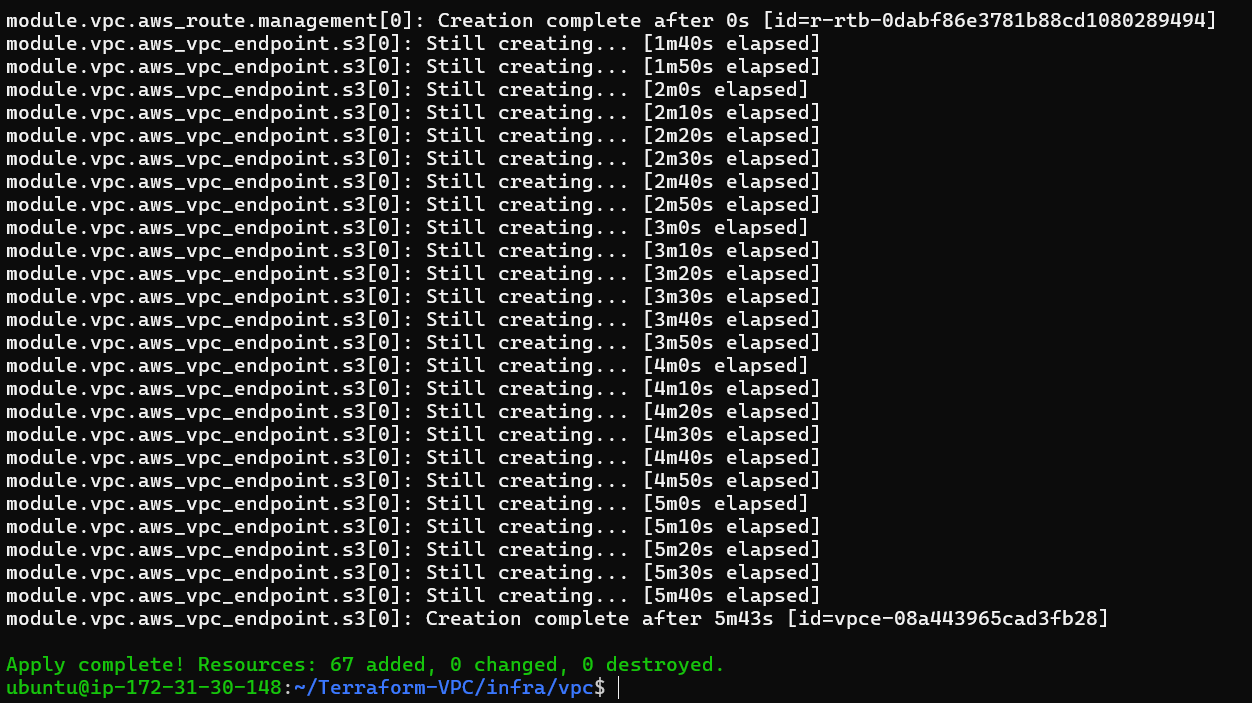 module.vpc.aws_route.management[0]: Creation complete after 0s [id=r-rtb-0dabf86e3781b88cd1080289494]
module.vpc.aws_vpc_endpoint.s3[0]: Still creating... [1m40s elapsed]
module.vpc.aws_vpc_endpoint.s3[0]: Still creating... [1m50s elapsed]
module.vpc.aws_vpc_endpoint.s3[0]: Still creating... [2m0s elapsed]
module.vpc.aws_vpc_endpoint.s3[0]: Still creating... [2m10s elapsed]
module.vpc.aws_vpc_endpoint.s3[0]: Still creating... [2m20s elapsed]
module.vpc.aws_vpc_endpoint.s3[0]: Still creating... [2m30s elapsed]
module.vpc.aws_vpc_endpoint.s3[0]: Still creating... [2m40s elapsed]
module.vpc.aws_vpc_endpoint.s3[0]: Still creating... [2m50s elapsed]
module.vpc.aws_vpc_endpoint.s3[0]: Still creating... [3m0s elapsed]
module.vpc.aws_vpc_endpoint.s3[0]: Still creating... [3m10s elapsed]
module.vpc.aws_vpc_endpoint.s3[0]: Still creating... [3m20s elapsed]
module.vpc.aws_vpc_endpoint.s3[0]: Still creating... [3m30s elapsed]
module.vpc.aws_vpc_endpoint.s3[0]: Still creating... [3m40s elapsed]
module.vpc.aws_vpc_endpoint.s3[0]: Still creating... [3m50s elapsed]
module.vpc.aws_vpc_endpoint.s3[0]: Still creating... [4m0s elapsed]
module.vpc.aws_vpc_endpoint.s3[0]: Still creating... [4m10s elapsed]
module.vpc.aws_vpc_endpoint.s3[0]: Still creating... [4m20s elapsed]
module.vpc.aws_vpc_endpoint.s3[0]: Still creating... [4m30s elapsed]
module.vpc.aws_vpc_endpoint.s3[0]: Still creating... [4m40s elapsed]
module.vpc.aws_vpc_endpoint.s3[0]: Still creating... [4m50s elapsed]
module.vpc.aws_vpc_endpoint.s3[0]: Still creating... [5m0s elapsed]
module.vpc.aws_vpc_endpoint.s3[0]: Still creating... [5m10s elapsed]
module.vpc.aws_vpc_endpoint.s3[0]: Still creating... [5m20s elapsed]
module.vpc.aws_vpc_endpoint.s3[0]: Still creating... [5m30s elapsed]
module.vpc.aws_vpc_endpoint.s3[0]: Still creating... [5m40s elapsed]
module.vpc.aws_vpc_endpoint.s3[0]: Creation complete after 5m43s [id=vpce-08a443965cad3fb28]
Apply complete! Resources: 67 added, 0 changed, 0 destroyed.
ubuntu@ip-172-31-30-148:~/Terraform-VPC/infra/vpc$